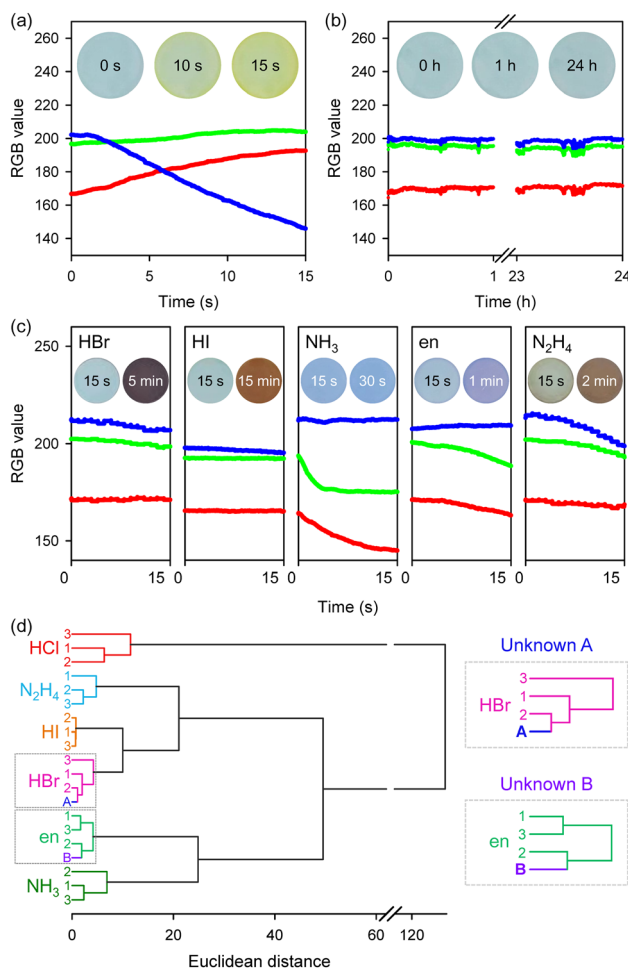 (a)
260
240
220
200
180
160
140
RGB value
0 s
10 s
15 s
0
5
10
15
Time (s)
(b)
260
240
220
200
180
160
140
RGB value
0 h
1 h
24 h
0
1
23
24
Time (h)
(c)
250
200
150
RGB value
HBr
15 s
5 min
0
15
HI
15 s
15 min
0
15
NH₃
15 s
30 s
0
15
en
15 s
1 min
0
15
N₂H₄
15 s
2 min
0
15
Time (s)
(d)
HCl
3
1
2
N₂H₄
1
2
3
HI
2
1
3
HBr
3
1
2
A
en
1
3
2
B
NH₃
2
1
3
0
20
40
60
120
Euclidean distance
Unknown A
HBr
3
1
2
A
Unknown B
en
1
3
2
B